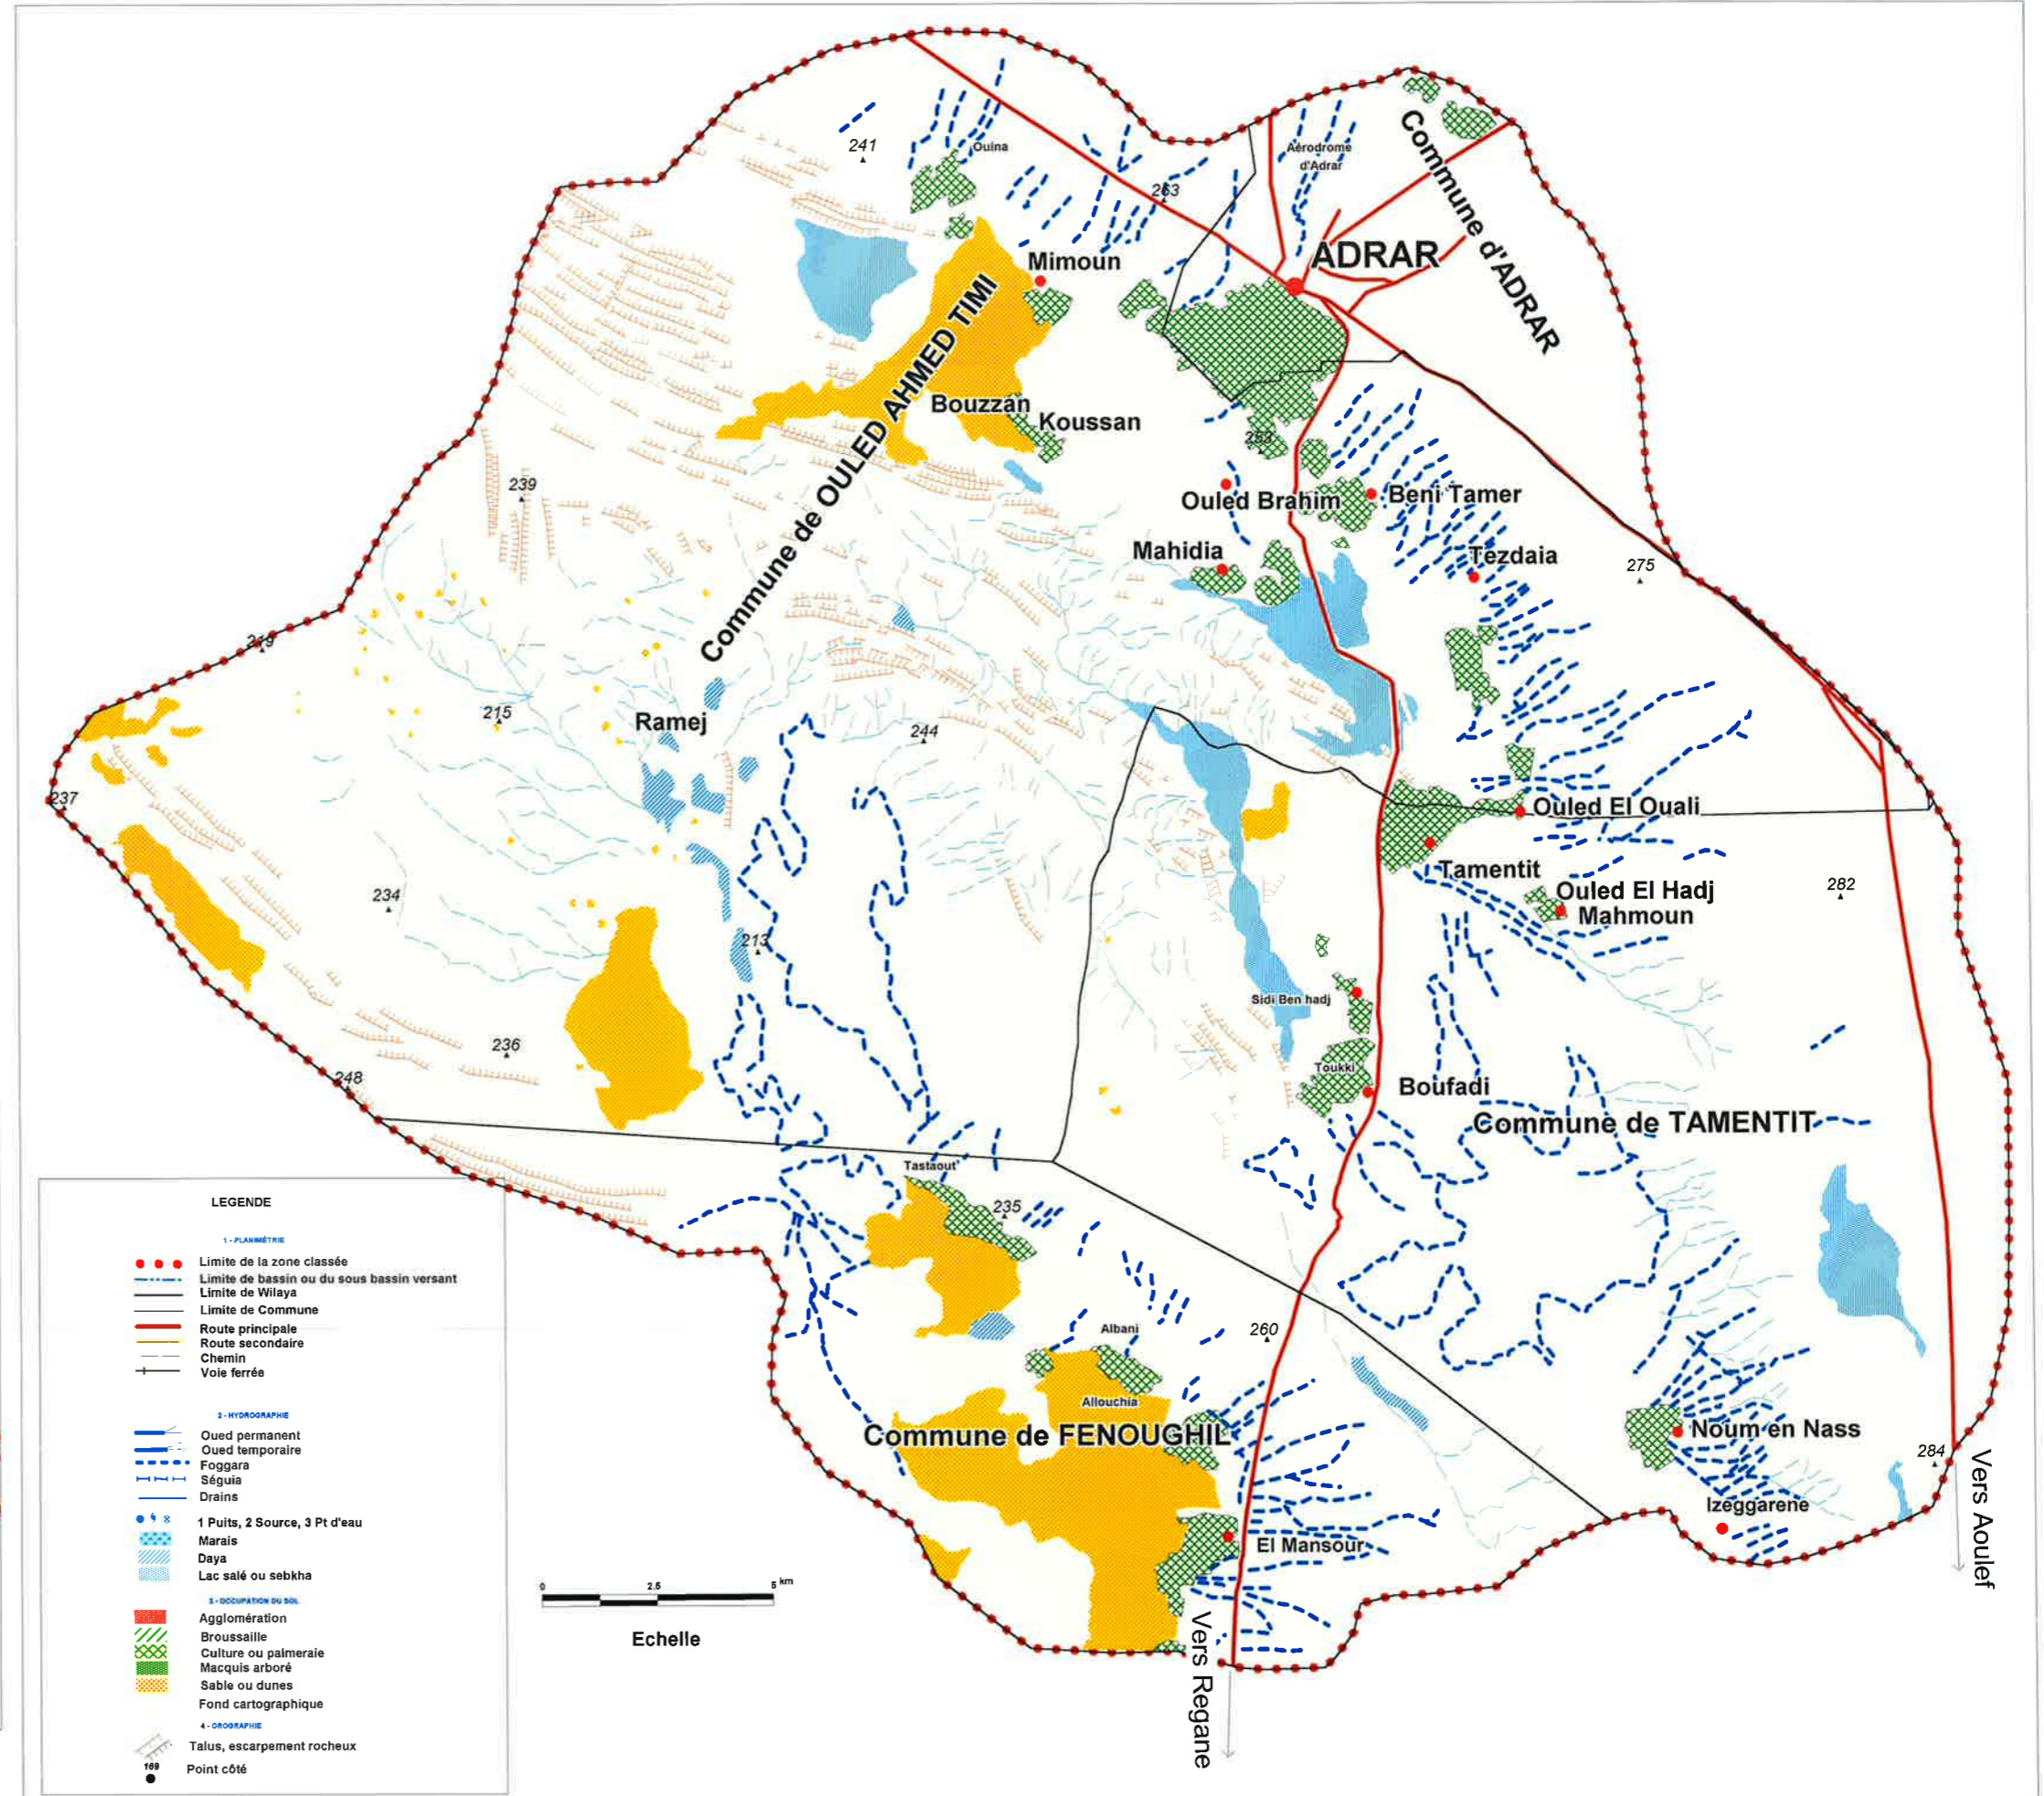 241
Ouina
Aérodrome
d'Adrar
Commune d'ADRAR
263
ADRAR
Mimoun
Commune de OULED AHMED TIMI
Bouzzan
Koussan
253
239
Ouled Brahim
Beni Tamer
Mahidia
Tezdaia
275
219
215
Ramej
244
237
Ouled El Ouali
Tamentit
234
282
Ouled El Hadj
Mahmoun
213
Sidi Ben hadj
236
248
Toukki
Boufadi
Commune de TAMENTIT
Tastaout
235
260
Albani
Allouchia
Commune de FENOUGHIL
Noum en Nass
284
Izeggarene
El Mansour
Vers Aoulef
Vers Regane
LEGENDE
1 - PLANIMÉTRIE
Limite de la zone classée
Limite de bassin ou du sous bassin versant
Limite de Wilaya
Limite de Commune
Route principale
Route secondaire
Chemin
Voie ferrée
2 - HYDROGRAPHIE
Oued permanent
Oued temporaire
Foggara
Séguia
Drains
1 Puits, 2 Source, 3 Pt d'eau
Marais
Daya
Lac salé ou sebkha
3 - OCCUPATION DU SOL
Agglomération
Broussaille
Culture ou palmeraie
Macquis arboré
Sable ou dunes
Fond cartographique
4 - OROGRAPHIE
Talus, escarpement rocheux
169
Point côté
0 2.5 5 km
Echelle